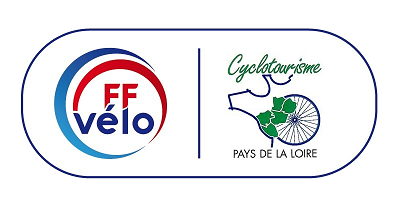 FF
vélo
Cyclotourisme
PAYS DE LA LOIRE